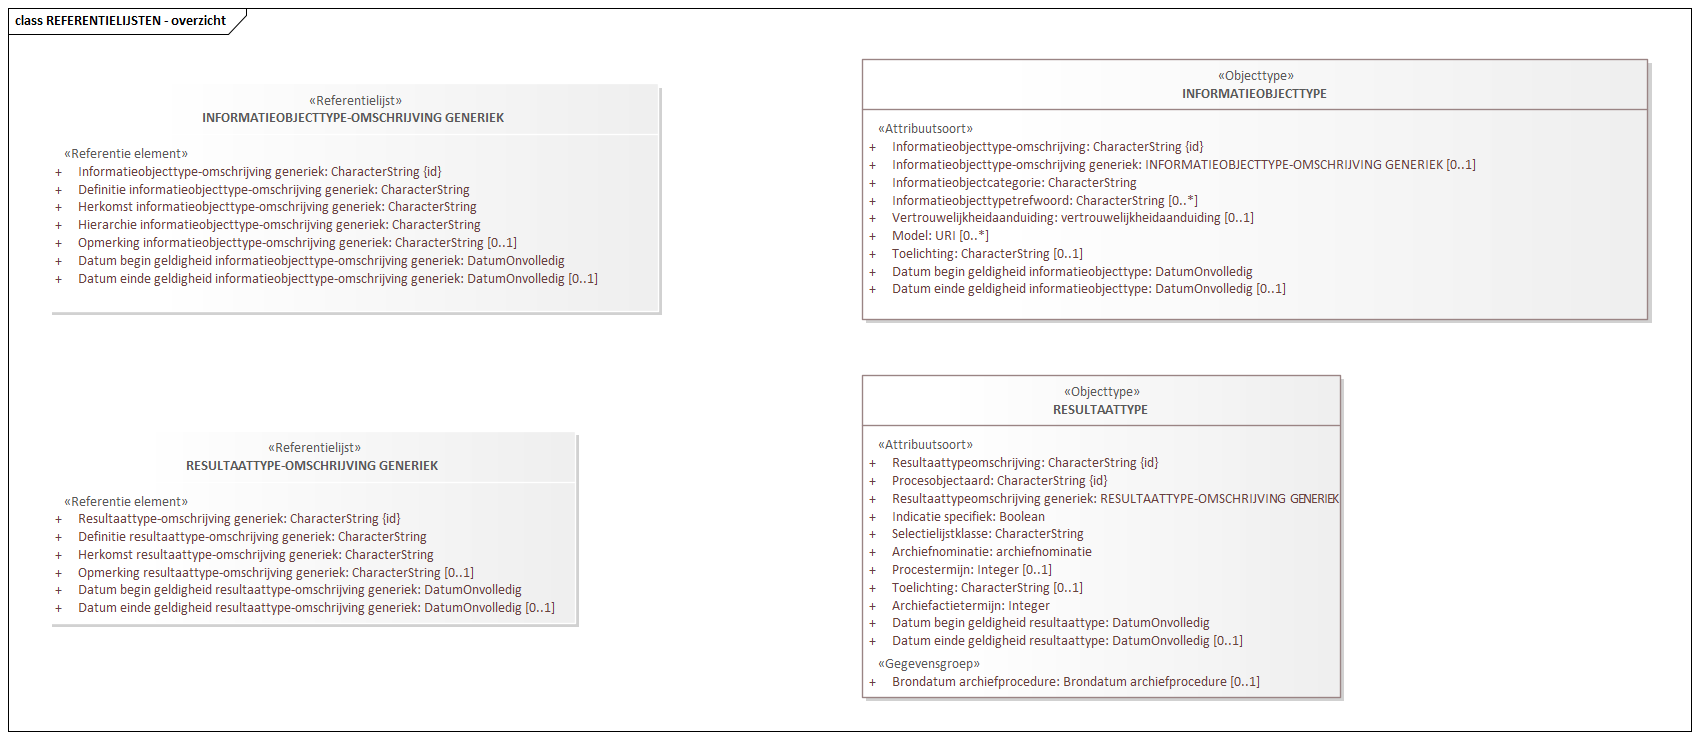 class REFERENTIELIJSTEN - overzicht
«Referentielijst»
INFORMATIEOBJECTTYPE-OMSCHRIJVING GENERIEK
«Referentie element»
+ Informatieobjecttype-omschrijving generiek: CharacterString {id}
+ Definitie informatieobjecttype-omschrijving generiek: CharacterString
+ Herkomst informatieobjecttype-omschrijving generiek: CharacterString
+ Hierarchie informatieobjecttype-omschrijving generiek: CharacterString
+ Opmerking informatieobjecttype-omschrijving generiek: CharacterString [0..1]
+ Datum begin geldigheid informatieobjecttype-omschrijving generiek: DatumOnvolledig
+ Datum einde geldigheid informatieobjecttype-omschrijving generiek: DatumOnvolledig [0..1]
«Objecttype»
INFORMATIEOBJECTTYPE
«Attribuutsoort»
+ Informatieobjecttype-omschrijving: CharacterString {id}
+ Informatieobjecttype-omschrijving generiek: INFORMATIEOBJECTTYPE-OMSCHRIJVING GENERIEK [0..1]
+ Informatieobjectcategorie: CharacterString
+ Informatieobjecttypetrefwoord: CharacterString [0..*]
+ Vertrouwelijkheidaanduiding: vertrouwelijkheidaanduiding [0..1]
+ Model: URI [0..*]
+ Toelichting: CharacterString [0..1]
+ Datum begin geldigheid informatieobjecttype: DatumOnvolledig
+ Datum einde geldigheid informatieobjecttype: DatumOnvolledig [0..1]
«Referentielijst»
RESULTAATTYPE-OMSCHRIJVING GENERIEK
«Referentie element»
+ Resultaattype-omschrijving generiek: CharacterString {id}
+ Definitie resultaattype-omschrijving generiek: CharacterString
+ Herkomst resultaattype-omschrijving generiek: CharacterString
+ Opmerking resultaattype-omschrijving generiek: CharacterString [0..1]
+ Datum begin geldigheid resultaattype-omschrijving generiek: DatumOnvolledig
+ Datum einde geldigheid resultaattype-omschrijving generiek: DatumOnvolledig [0..1]
«Objecttype»
RESULTAATTYPE
«Attribuutsoort»
+ Resultaattypeomschrijving: CharacterString {id}
+ Procesobjectaard: CharacterString {id}
+ Resultaattypeomschrijving generiek: RESULTAATTYPE-OMSCHRIJVING GENERIEK
+ Indicatie specifiek: Boolean
+ Selectielijstklasse: CharacterString
+ Archiefnominatie: archiefnominatie
+ Procestermijn: Integer [0..1]
+ Toelichting: CharacterString [0..1]
+ Archiefactietermijn: Integer
+ Datum begin geldigheid resultaattype: DatumOnvolledig
+ Datum einde geldigheid resultaattype: DatumOnvolledig [0..1]
«Gegevensgroep»
+ Brondatum archiefprocedure: Brondatum archiefprocedure [0..1]